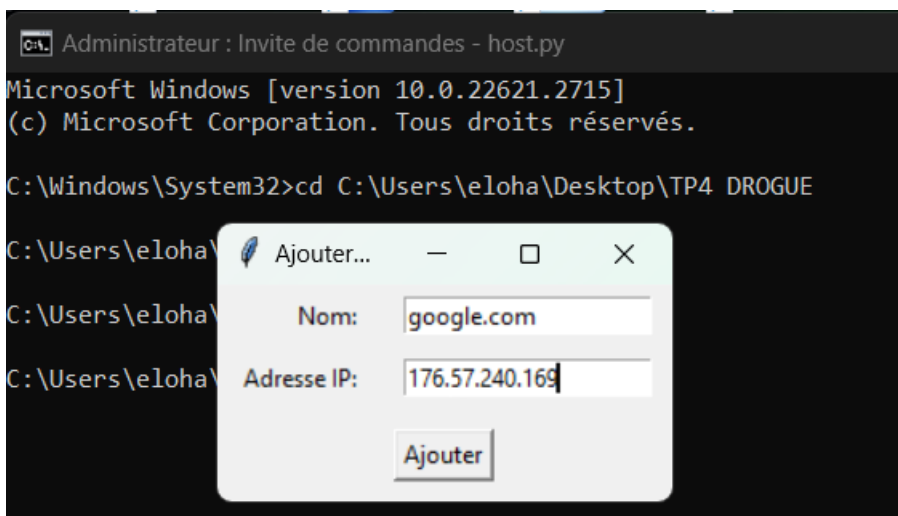 Administrateur : Invite de commandes - host.py
Microsoft Windows [version 10.0.22621.2715]
(c) Microsoft Corporation. Tous droits réservés.
C:\Windows\System32>cd C:\Users\eloha\Desktop\TP4 DROGUE
C:\Users\eloha\
Ajouter...
C:\Users\eloha\
Nom: google.com
C:\Users\eloha\
Adresse IP: 176.57.240.169
Ajouter